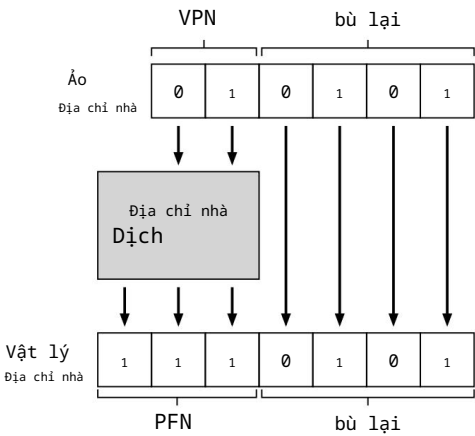 VPN bù lại
Ảo
Địa chỉ nhà
0 1 0 1 0 1
Địa chỉ nhà
Dịch
Vật lý
Địa chỉ nhà
1 1 1 0 1 0 1
PFN bù lại